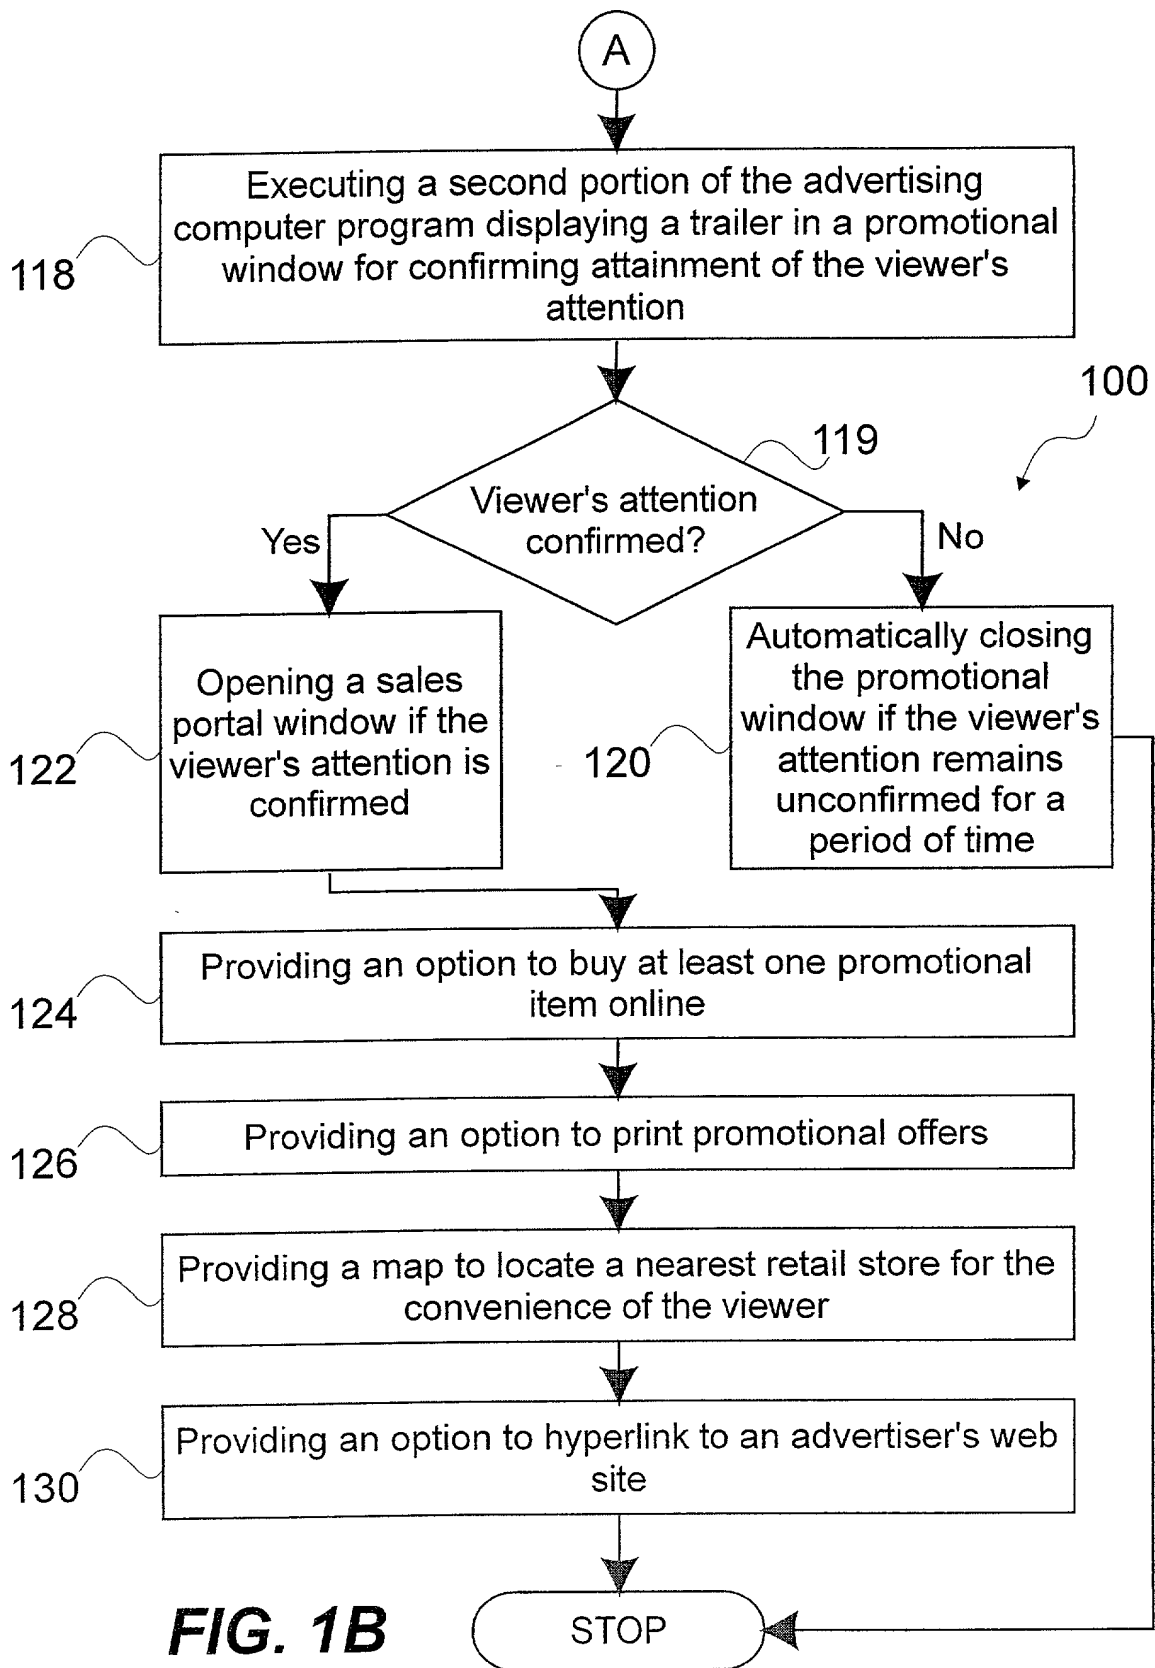 A
Executing a second portion of the advertising
computer program displaying a trailer in a promotional
window for confirming attainment of the viewer's
attention
118
100
119
Viewer's attention
confirmed?
Yes
No
Opening a sales
portal window if the
viewer's attention is
confirmed
122
Automatically closing
the promotional
window if the viewer's
attention remains
unconfirmed for a
period of time
120
Providing an option to buy at least one promotional
item online
124
Providing an option to print promotional offers
126
Providing a map to locate a nearest retail store for the
convenience of the viewer
128
Providing an option to hyperlink to an advertiser's web
site
130
STOP
FIG. 1B